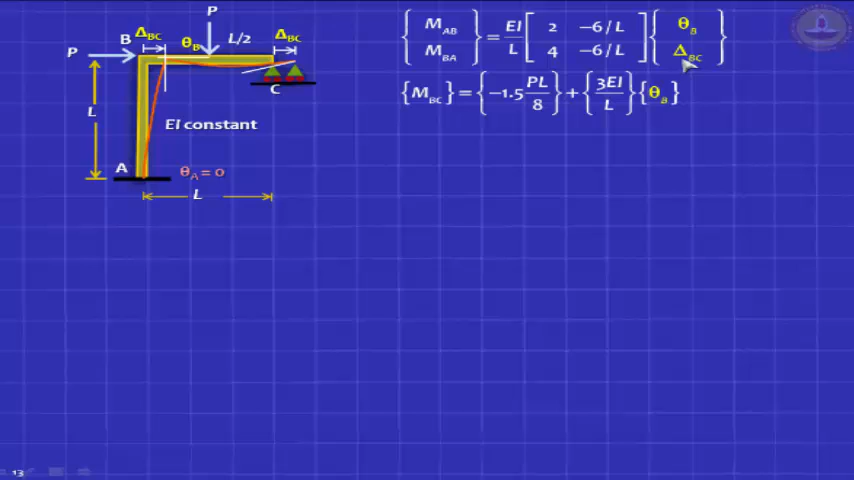 P
Δ_BC
Δ_BC
θ_B
L/2
P
B
C
L
EI constant
A
θ_A = 0
L
{ M_AB } = EI/L [ 2 −6/L ] { θ_B }
{ M_BA } [ 4 −6/L ] { Δ_BC }
{M_BC} = {−1.5 PL/8} + {3EI/L} {θ_B}
13